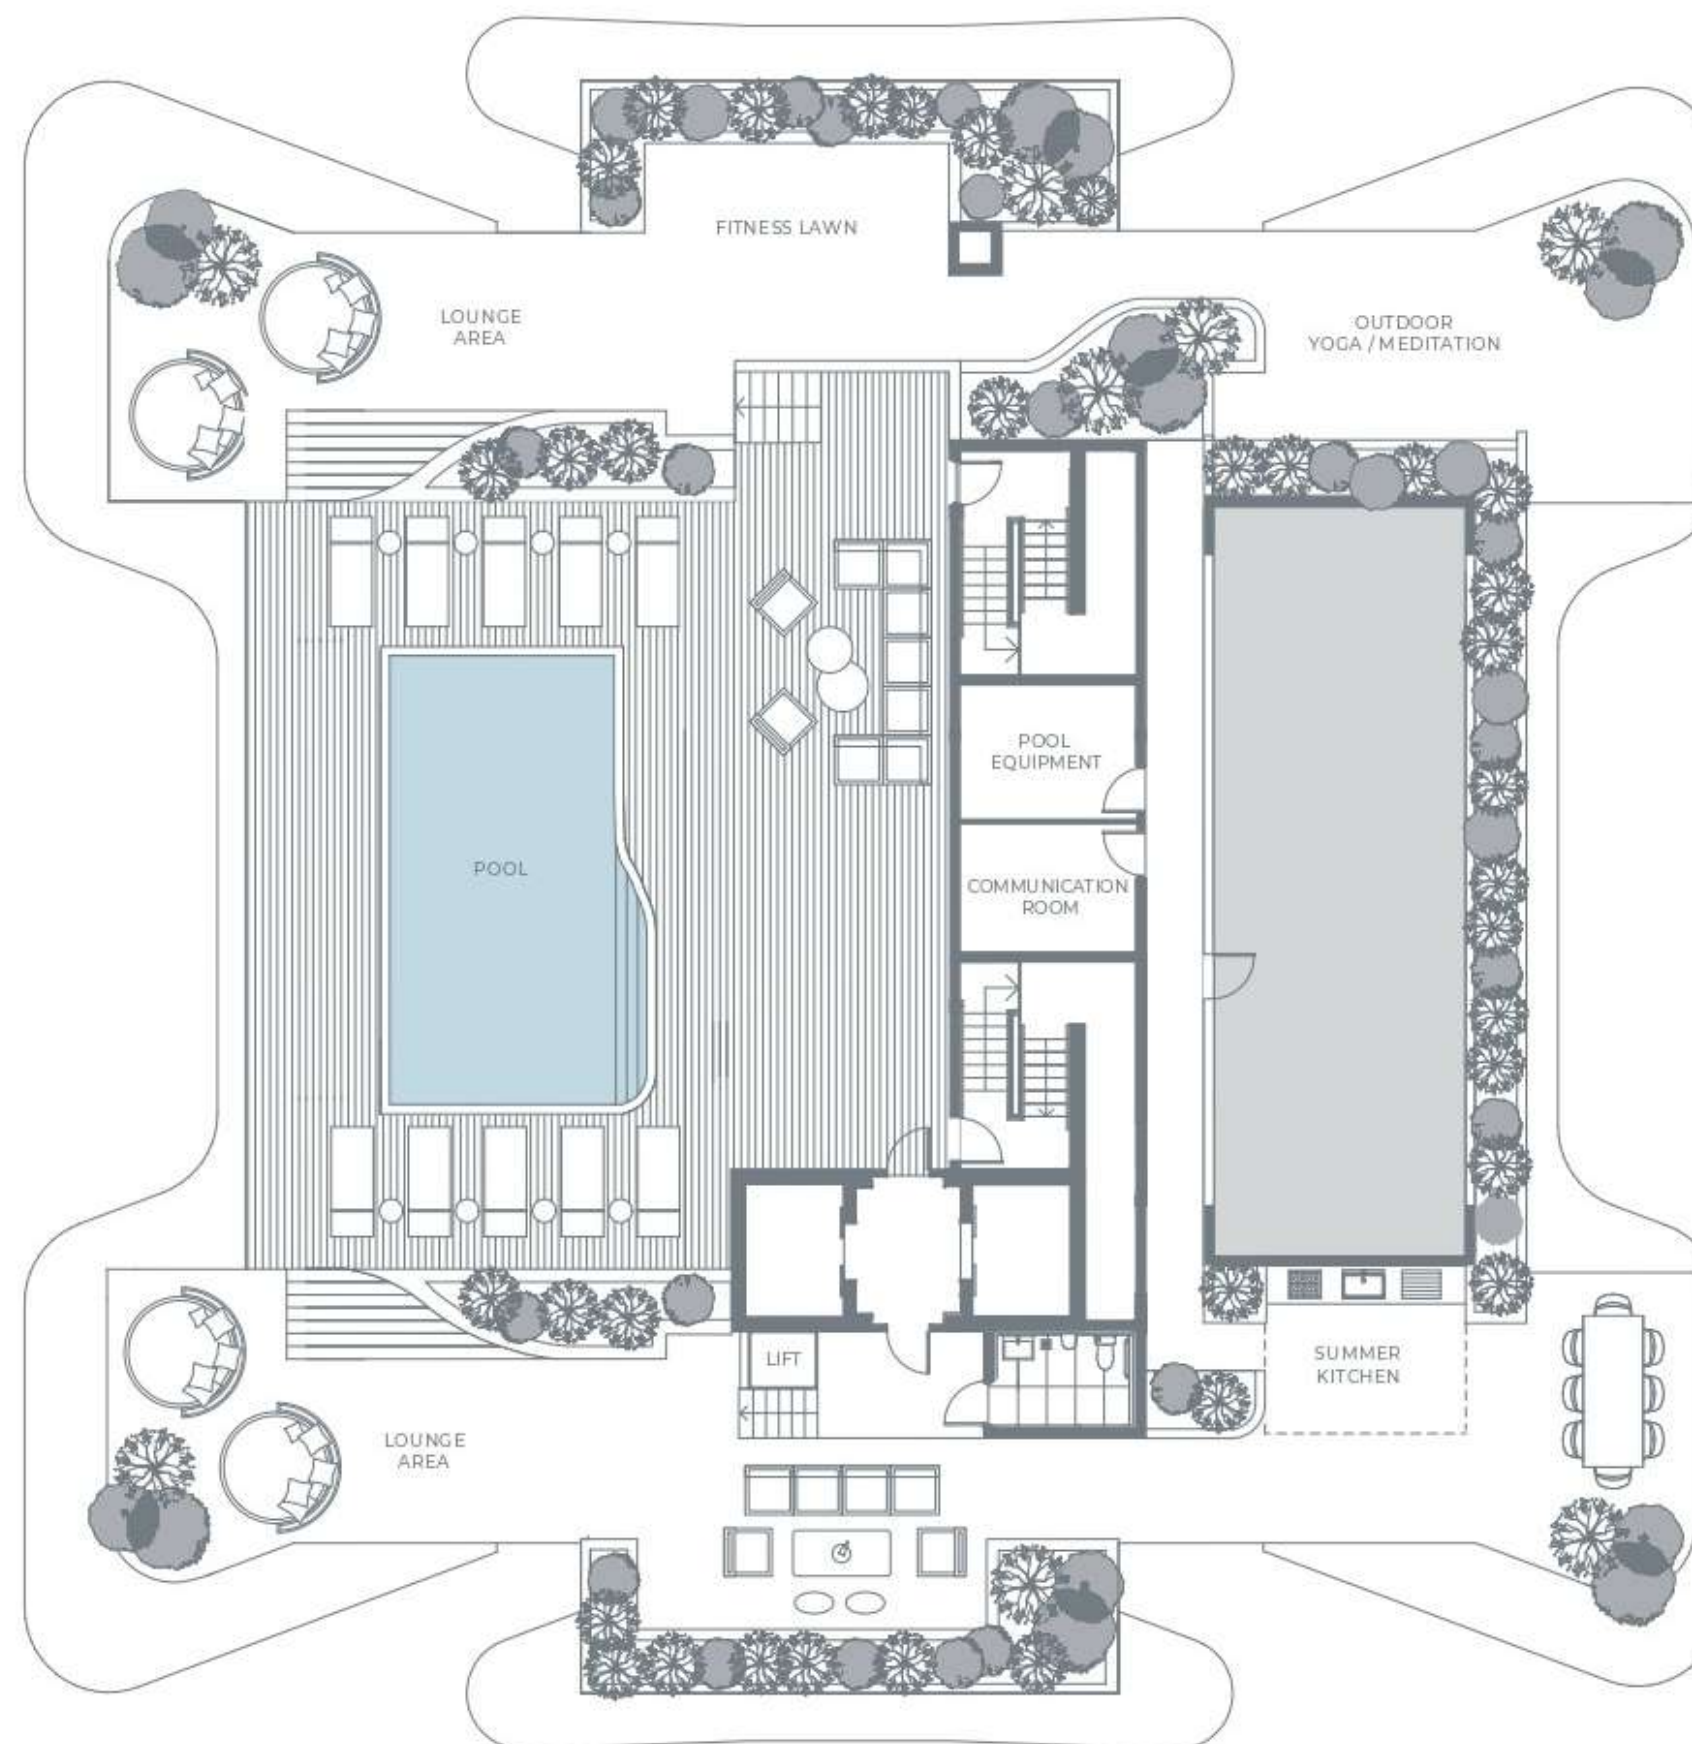 FITNESS LAWN
LOUNGE
AREA
OUTDOOR
YOGA / MEDITATION
POOL
EQUIPMENT
POOL
COMMUNICATION
ROOM
LIFT
SUMMER
KITCHEN
LOUNGE
AREA